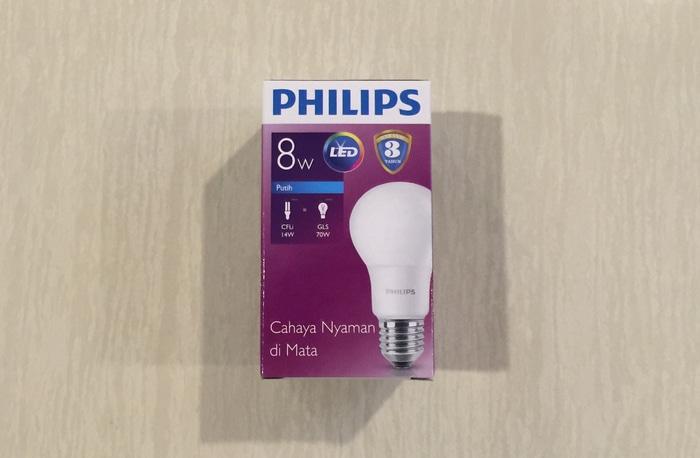 PHILIPS
8W
LED
3
TAHUN
Putih
CFLi
14W
=
GLS
70W
PHILIPS
Cahaya Nyaman
di Mata